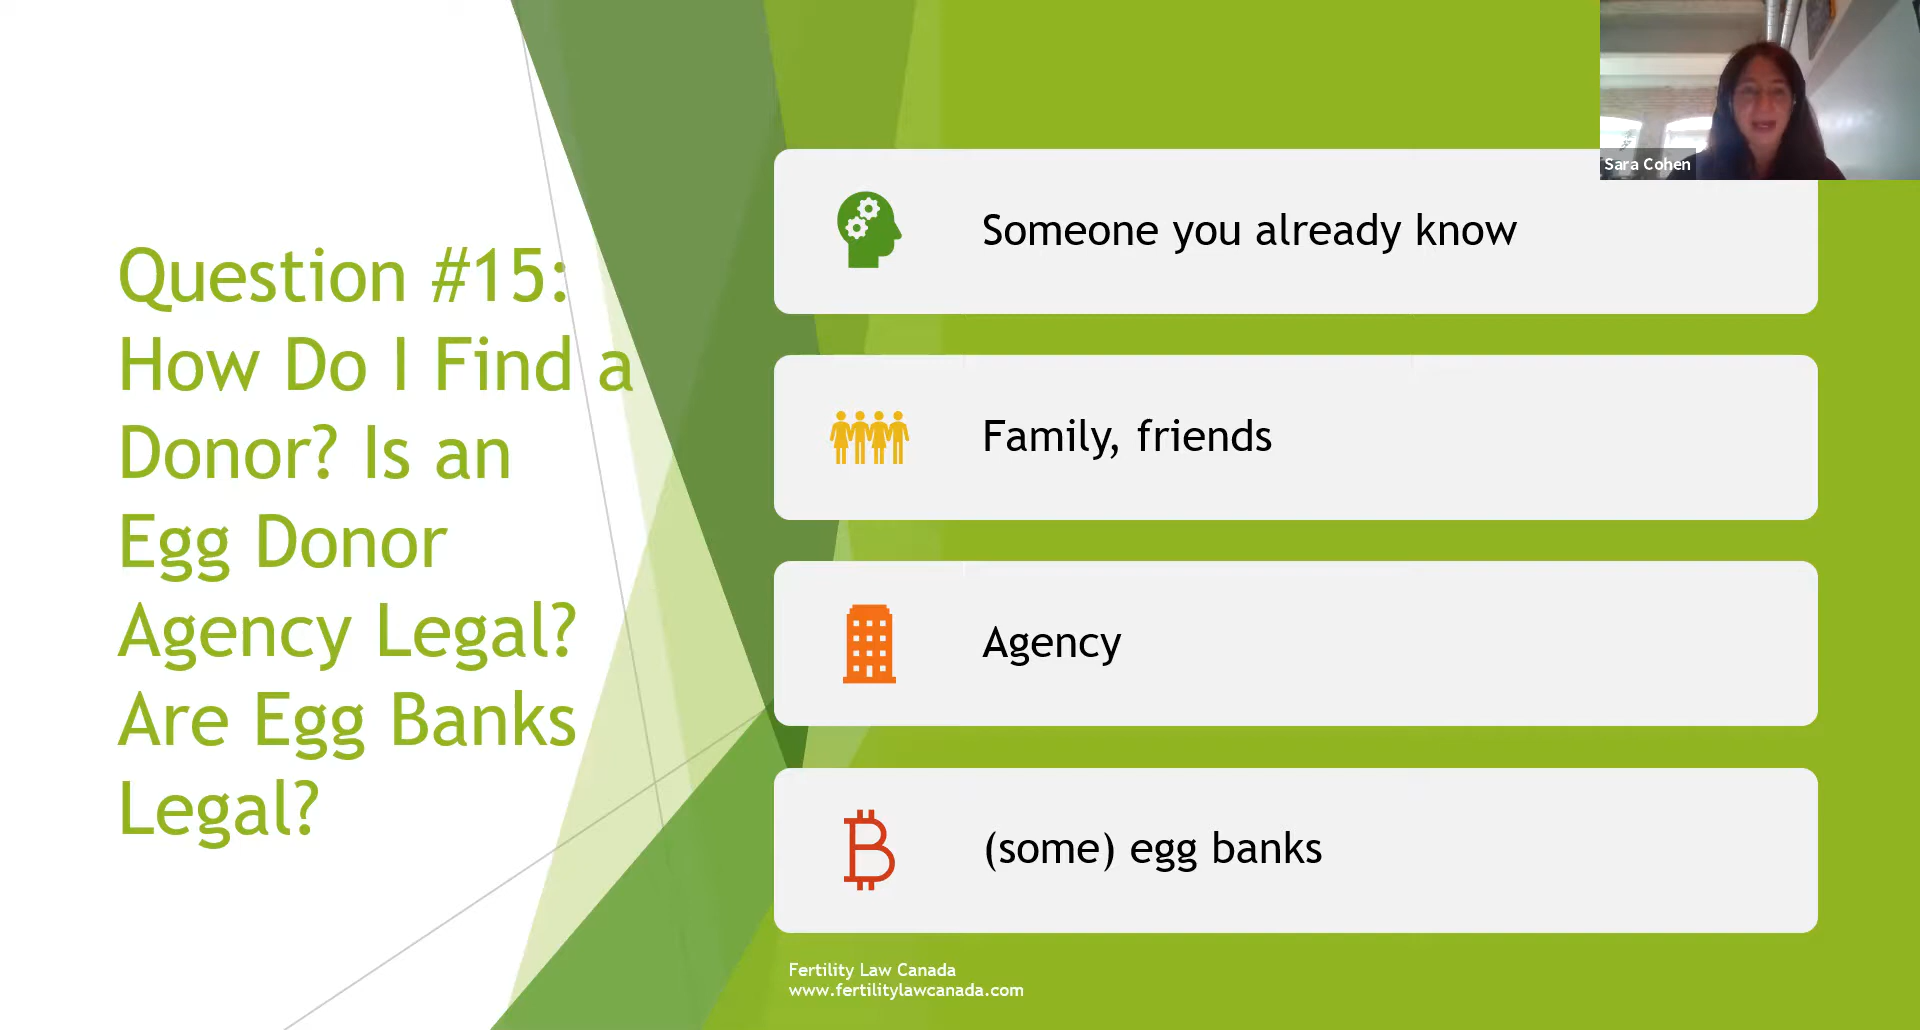 Question #15:
How Do I Find a
Donor? Is an
Egg Donor
Agency Legal?
Are Egg Banks
Legal?
Someone you already know
Family, friends
Agency
(some) egg banks
Fertility Law Canada
www.fertilitylawcanada.com
Sara Cohen